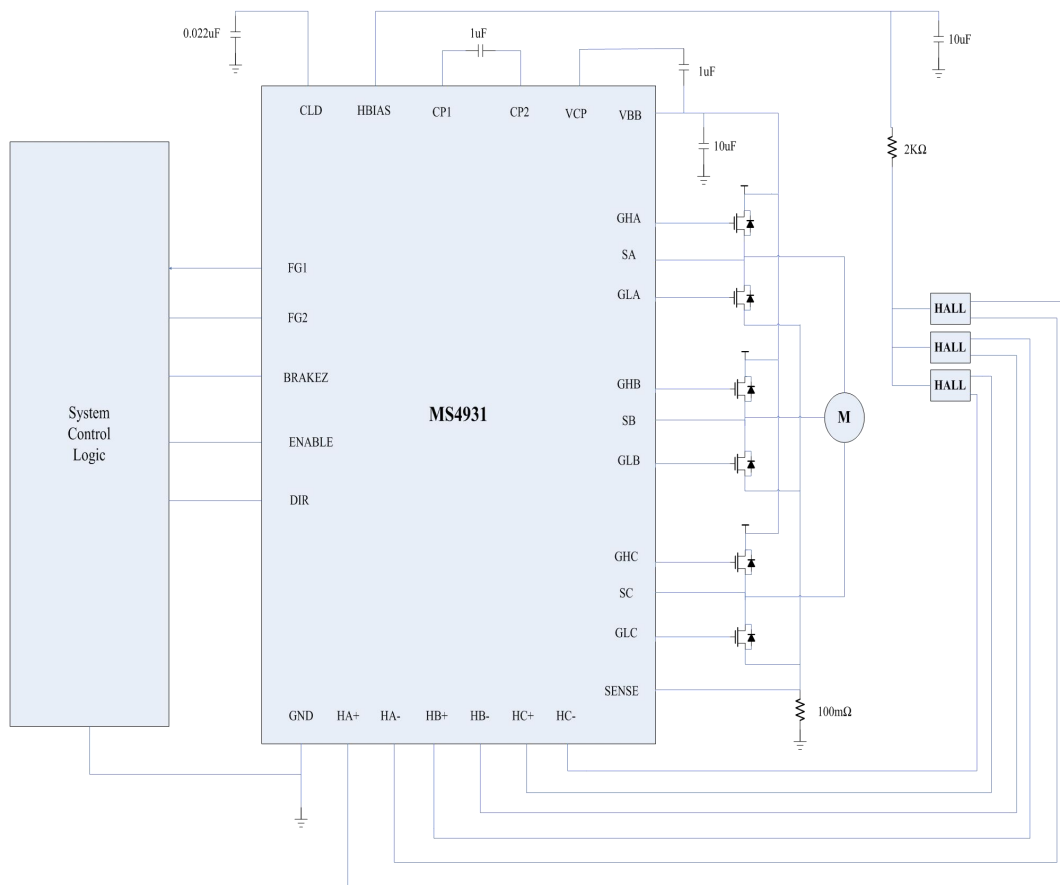 0.022uF
1uF
10uF
1uF
CLD
HBIAS
CP1
CP2
VCP
VBB
10uF
2KΩ
GHA
SA
GLA
FG1
FG2
HALL
HALL
HALL
BRAKEZ
GHB
System
Control
Logic
MS4931
SB
M
ENABLE
GLB
DIR
GHC
SC
GLC
SENSE
100mΩ
GND
HA+
HA-
HB+
HB-
HC+
HC-